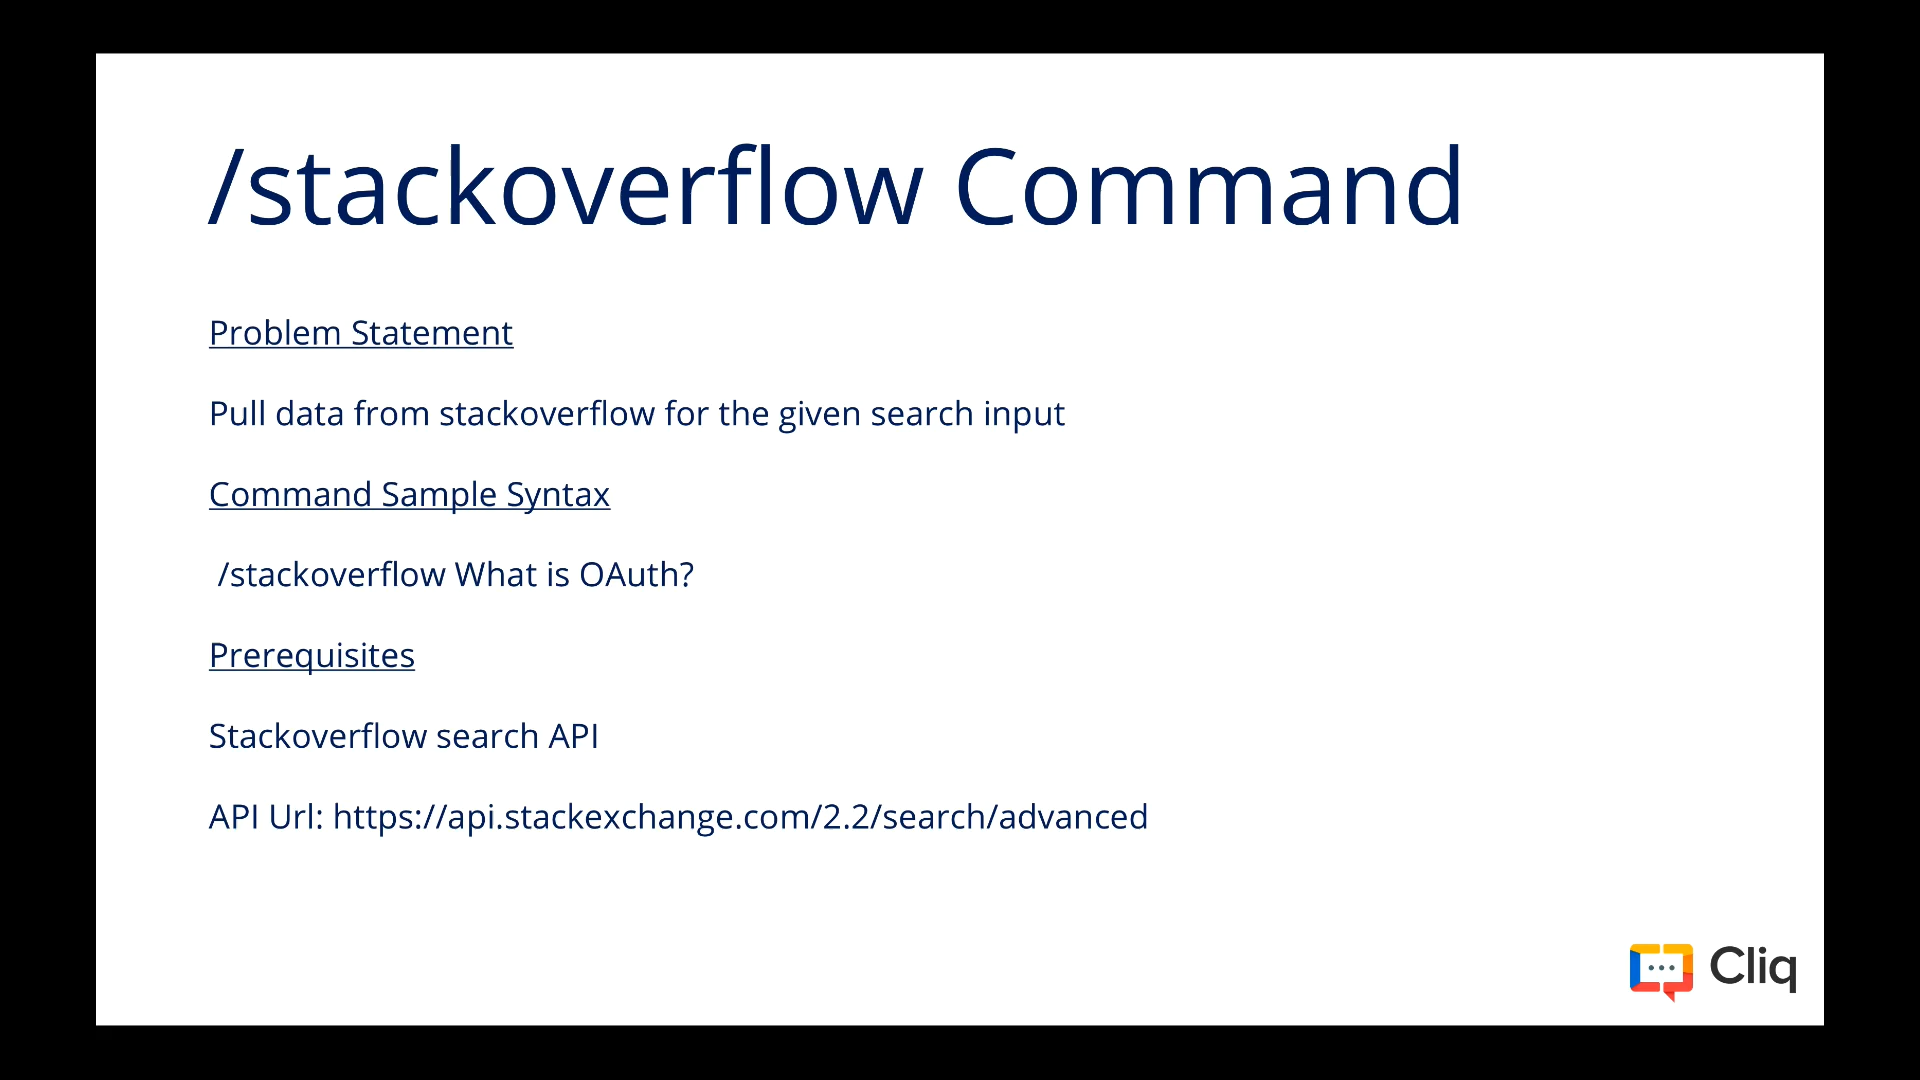 /stackoverflow Command
Problem Statement
Pull data from stackoverflow for the given search input
Command Sample Syntax
/stackoverflow What is OAuth?
Prerequisites
Stackoverflow search API
API Url: https://api.stackexchange.com/2.2/search/advanced
Cliq